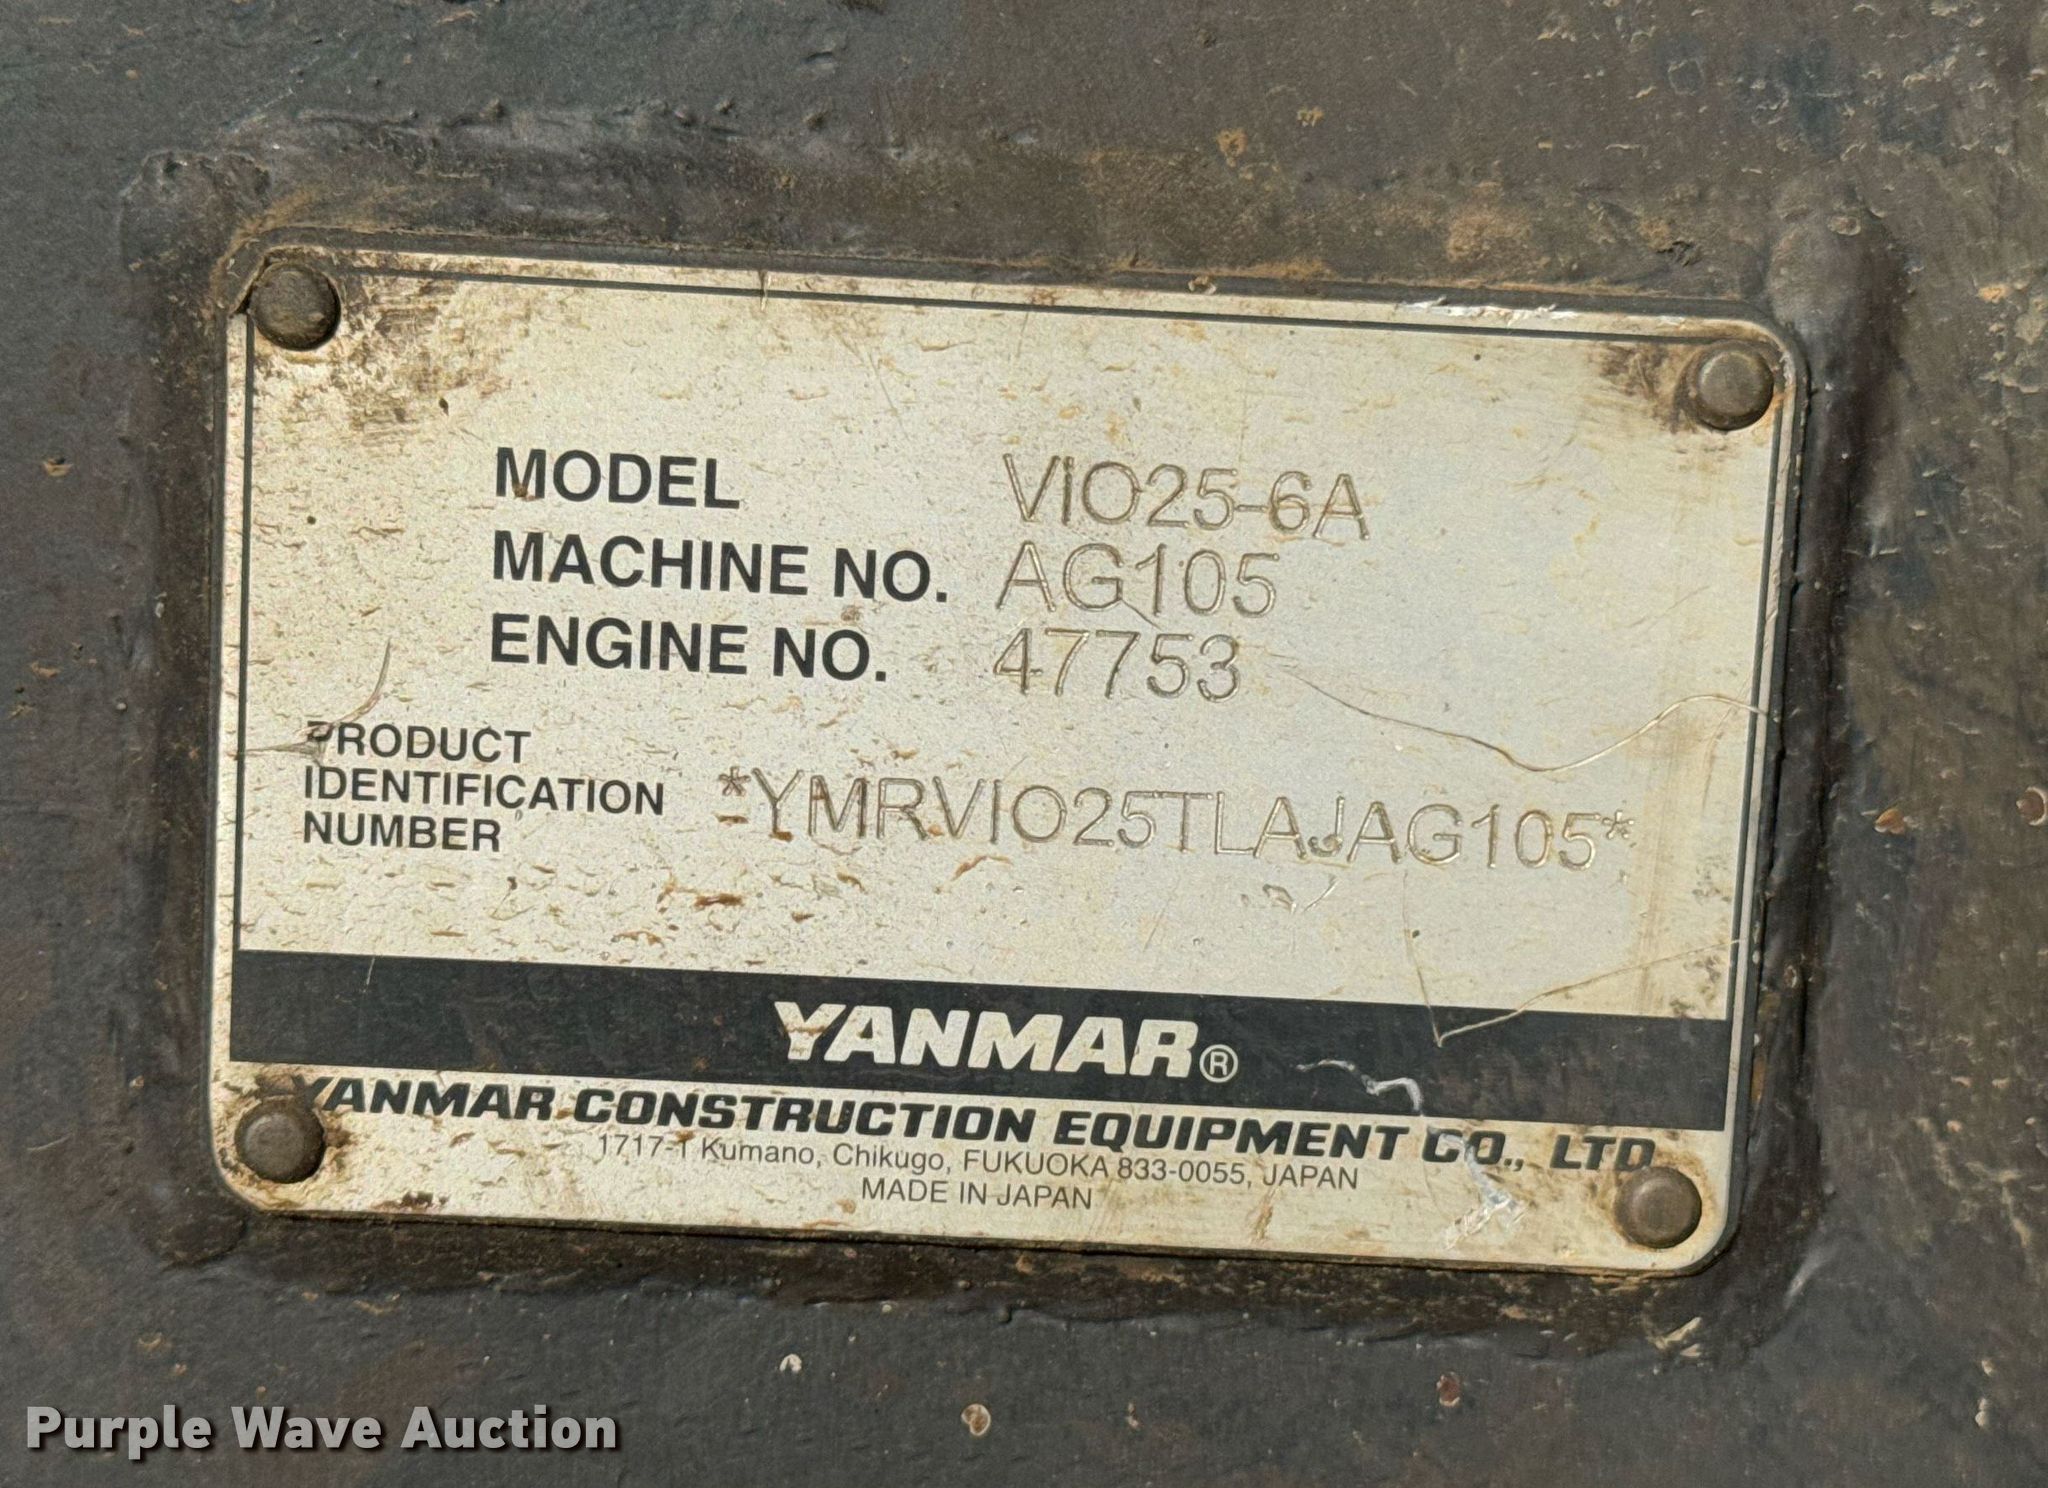 MODEL VIO25-6A
MACHINE NO. AG105
ENGINE NO. 47753
PRODUCT
IDENTIFICATION
NUMBER
*YMRVIO25TLAJAG105*
YANMAR®
YANMAR CONSTRUCTION EQUIPMENT CO., LTD.
1717-1 Kumano, Chikugo, FUKUOKA 833-0055, JAPAN
MADE IN JAPAN
Purple Wave Auction